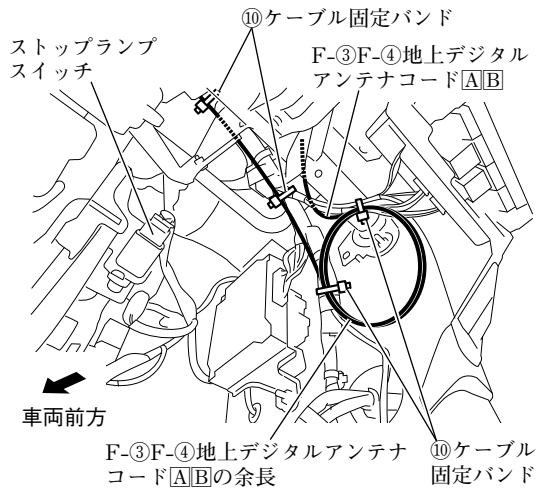 ⑩ケーブル固定バンド
ストップランプ
スイッチ
F-③F-④地上デジタル
アンテナコードAB
車両前方
F-③F-④地上デジタルアンテナ
コードABの余長
⑩ケーブル
固定バンド